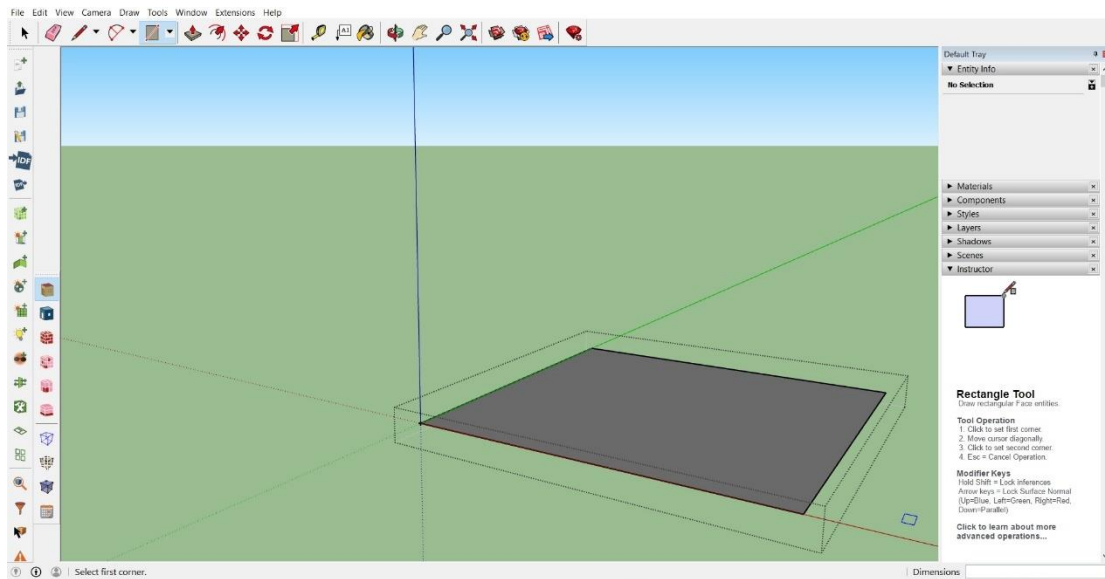 File Edit View Camera Draw Tools Window Extensions Help
A1
Default Tray
Entity Info
No Selection
IDF
Materials
Components
Styles
Layers
Shadows
Scenes
Instructor
Rectangle Tool
Draw rectangular Face entities.
Tool Operation
1. Click to set first corner.
2. Move cursor diagonally.
3. Click to set second corner.
4. Esc = Cancel Operation.
Modifier Keys
Hold Shift = Lock inferences
Arrow keys = Lock Surface Normal
(Up=Blue, Left=Green, Right=Red,
Down=Parallel)
Click to learn about more
advanced operations...
Select first corner.
Dimensions